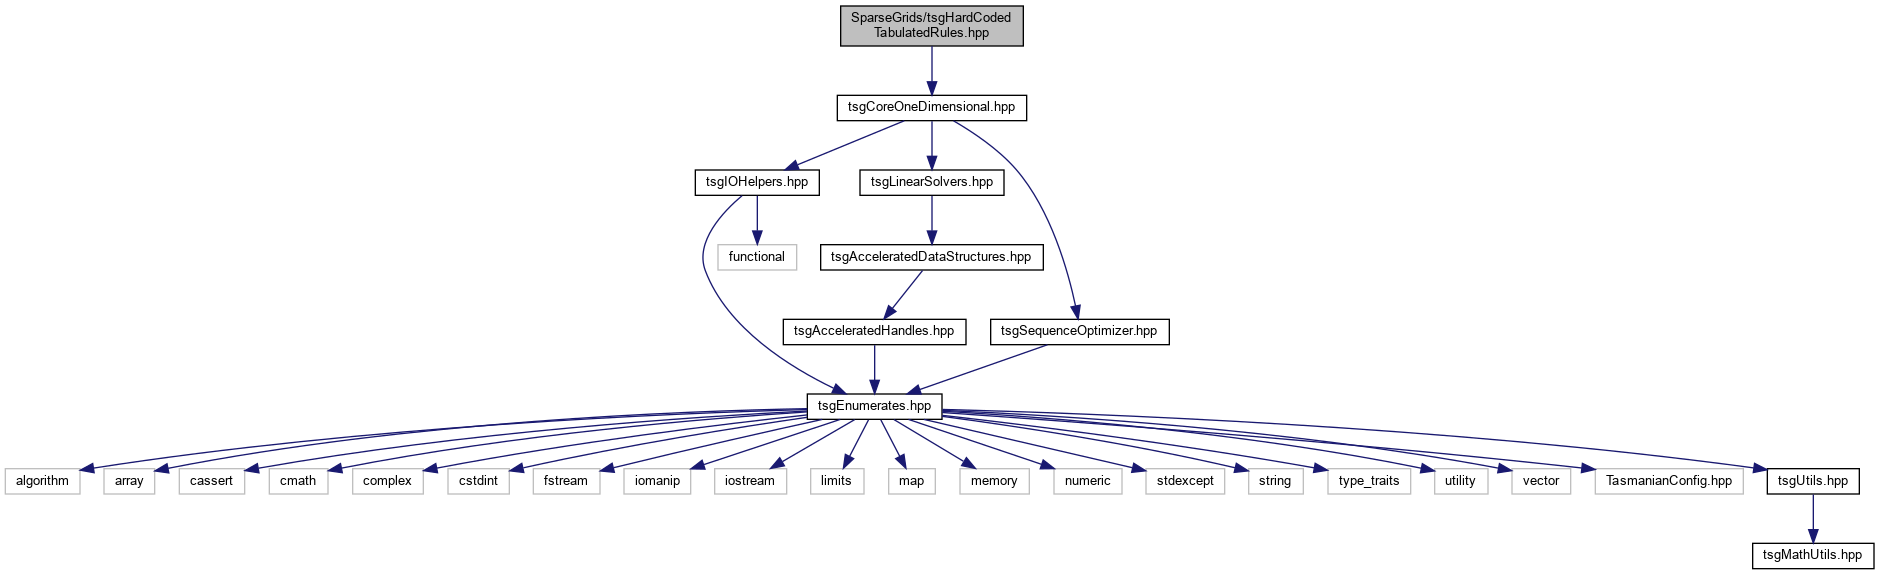 SparseGrids/tsgHardCoded
TabulatedRules.hpp
tsgCoreOneDimensional.hpp
tsgIOHelpers.hpp
tsgLinearSolvers.hpp
functional
tsgAcceleratedDataStructures.hpp
tsgAcceleratedHandles.hpp
tsgSequenceOptimizer.hpp
tsgEnumerates.hpp
algorithm
array
cassert
cmath
complex
cstdint
fstream
iomanip
iostream
limits
map
memory
numeric
stdexcept
string
type_traits
utility
vector
TasmanianConfig.hpp
tsgUtils.hpp
tsgMathUtils.hpp